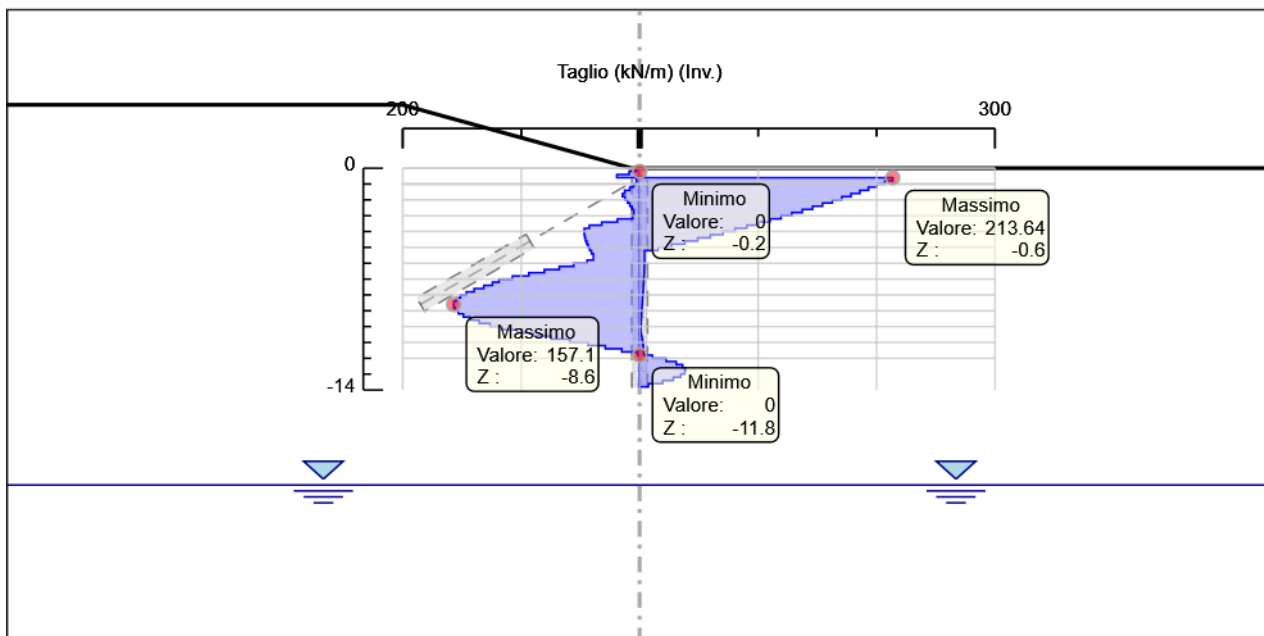 Taglio (kN/m) (Inv.)
200
300
0
Minimo
Valore: 0
Z : -0.2
Massimo
Valore: 213.64
Z : -0.6
Massimo
Valore: 157.1
Z : -8.6
-14
Minimo
Valore: 0
Z : -11.8